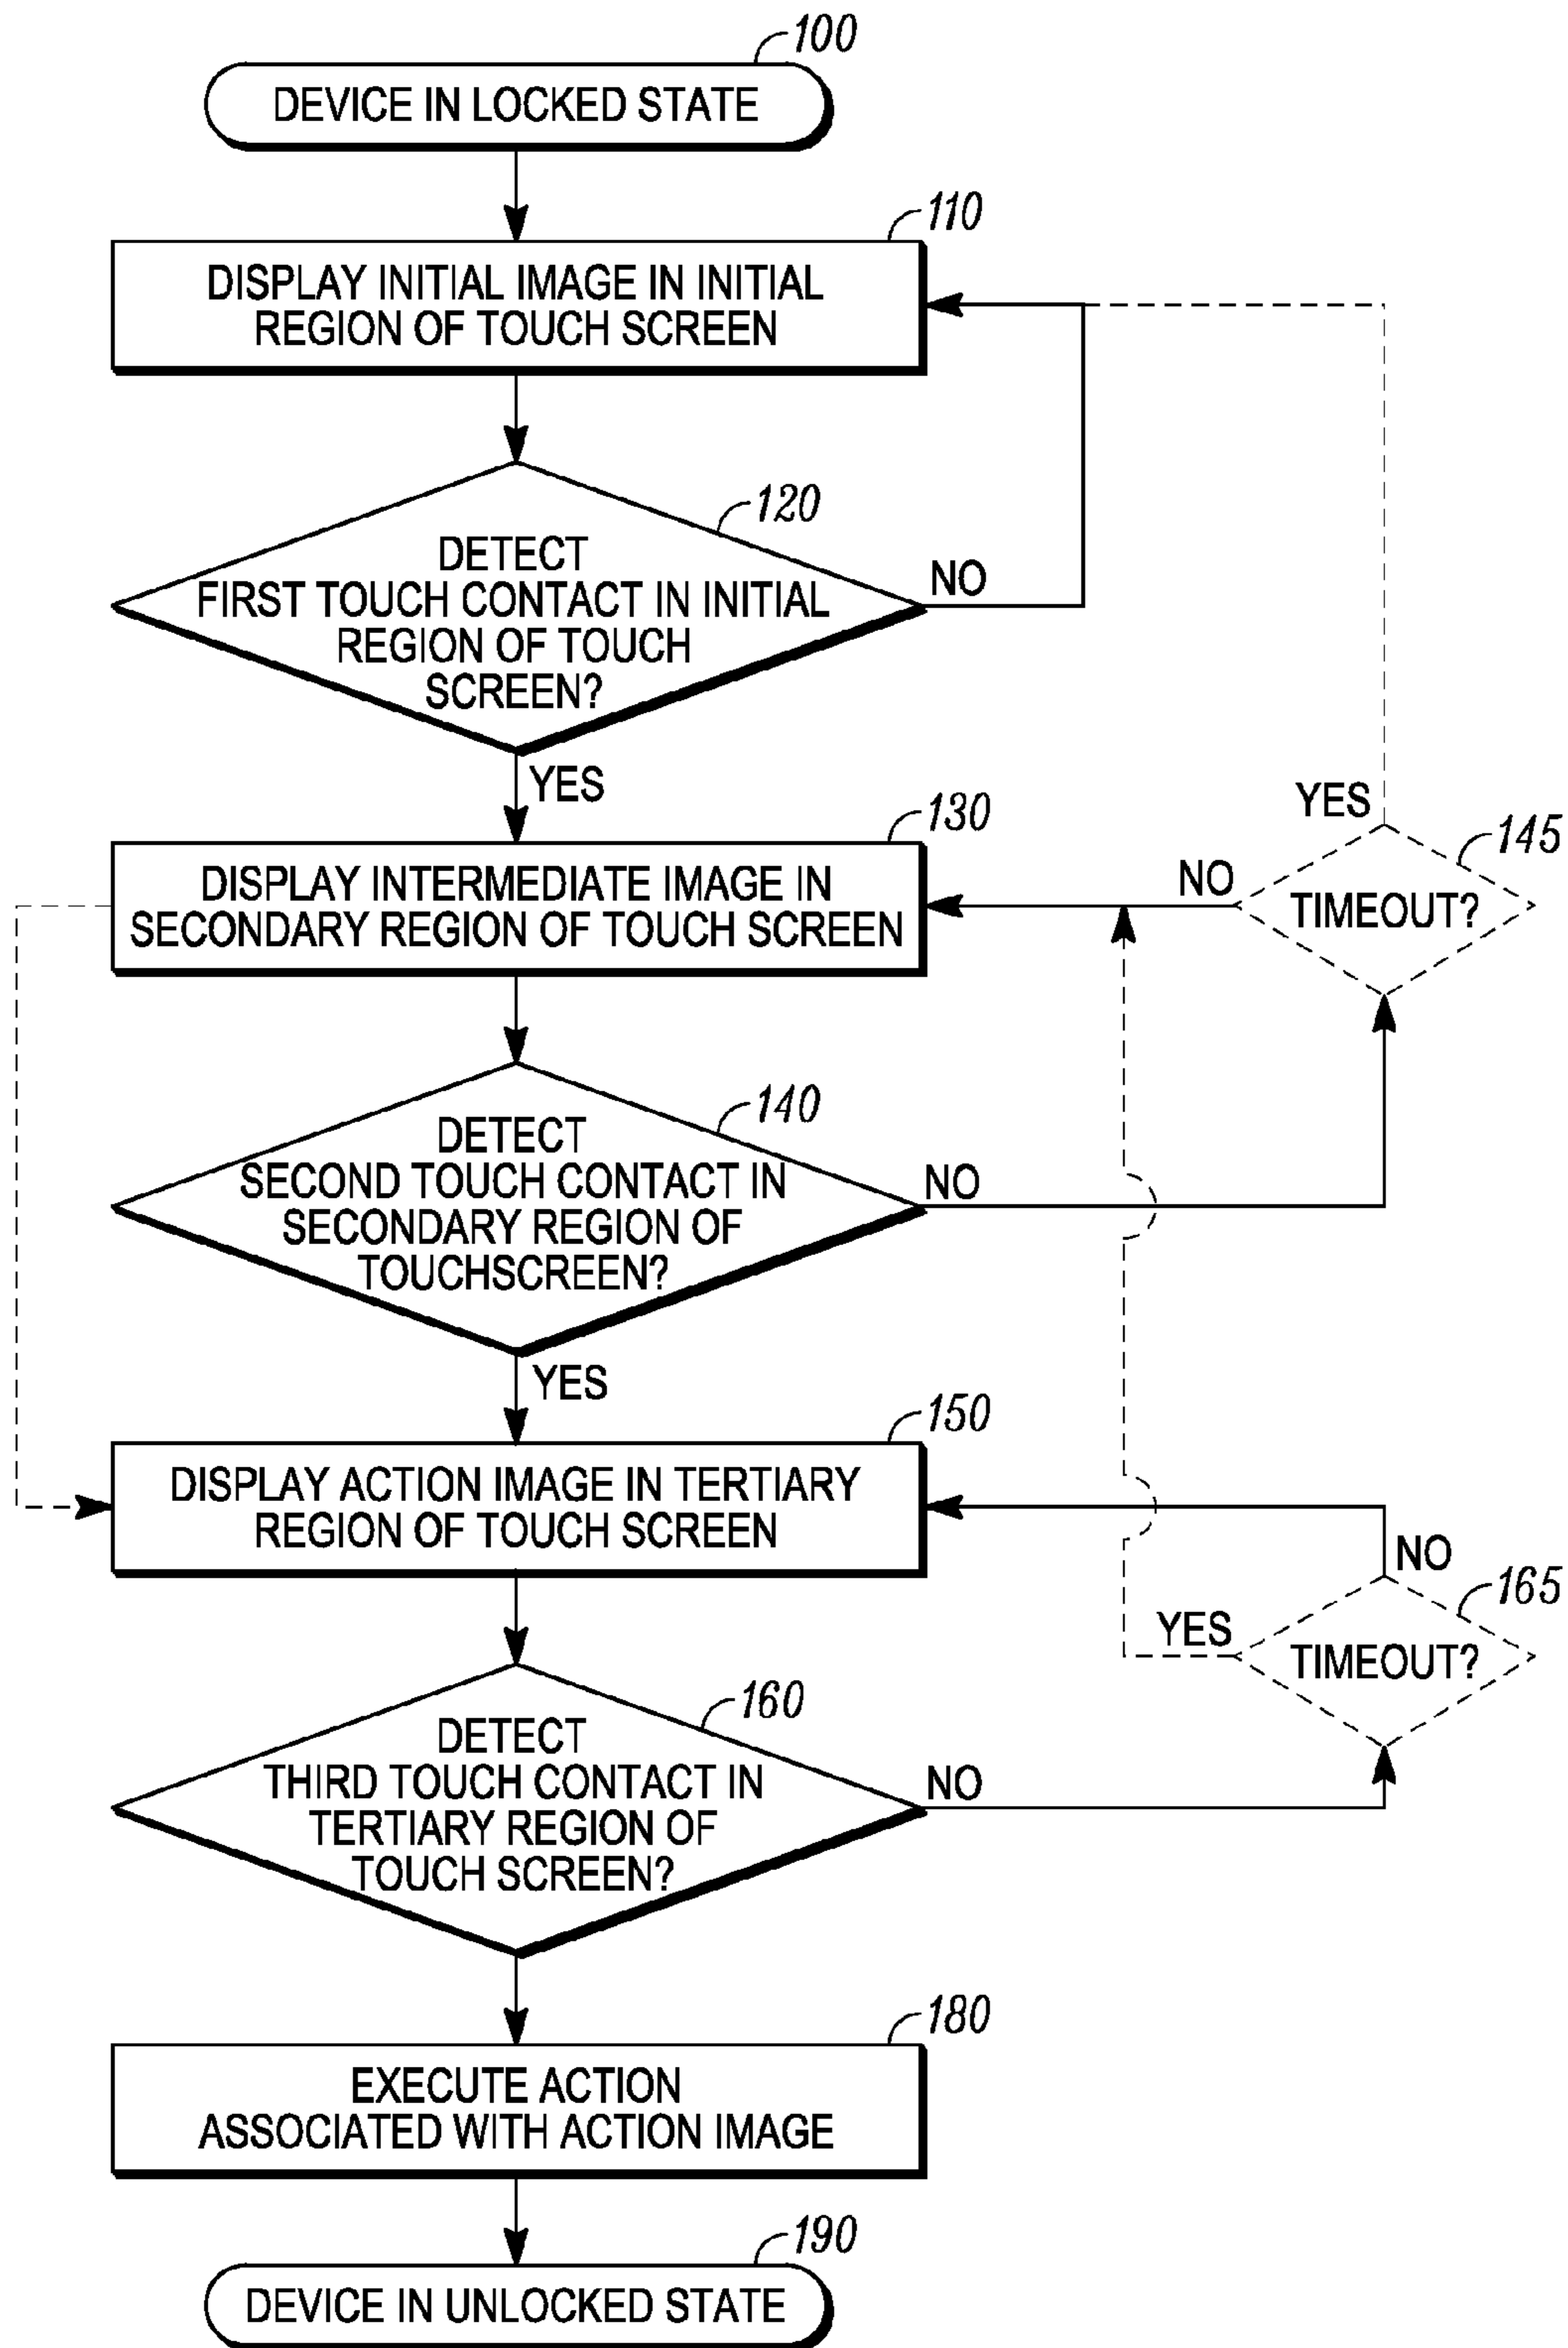 100
DEVICE IN LOCKED STATE
110
DISPLAY INITIAL IMAGE IN INITIAL
REGION OF TOUCH SCREEN
120
DETECT
FIRST TOUCH CONTACT IN INITIAL
REGION OF TOUCH
SCREEN?
NO
YES
130
DISPLAY INTERMEDIATE IMAGE IN
SECONDARY REGION OF TOUCH SCREEN
YES
145
NO
TIMEOUT?
140
DETECT
SECOND TOUCH CONTACT IN
SECONDARY REGION OF
TOUCHSCREEN?
NO
YES
150
DISPLAY ACTION IMAGE IN TERTIARY
REGION OF TOUCH SCREEN
NO
165
YES
TIMEOUT?
160
DETECT
THIRD TOUCH CONTACT IN
TERTIARY REGION OF
TOUCH SCREEN?
NO
180
EXECUTE ACTION
ASSOCIATED WITH ACTION IMAGE
190
DEVICE IN UNLOCKED STATE